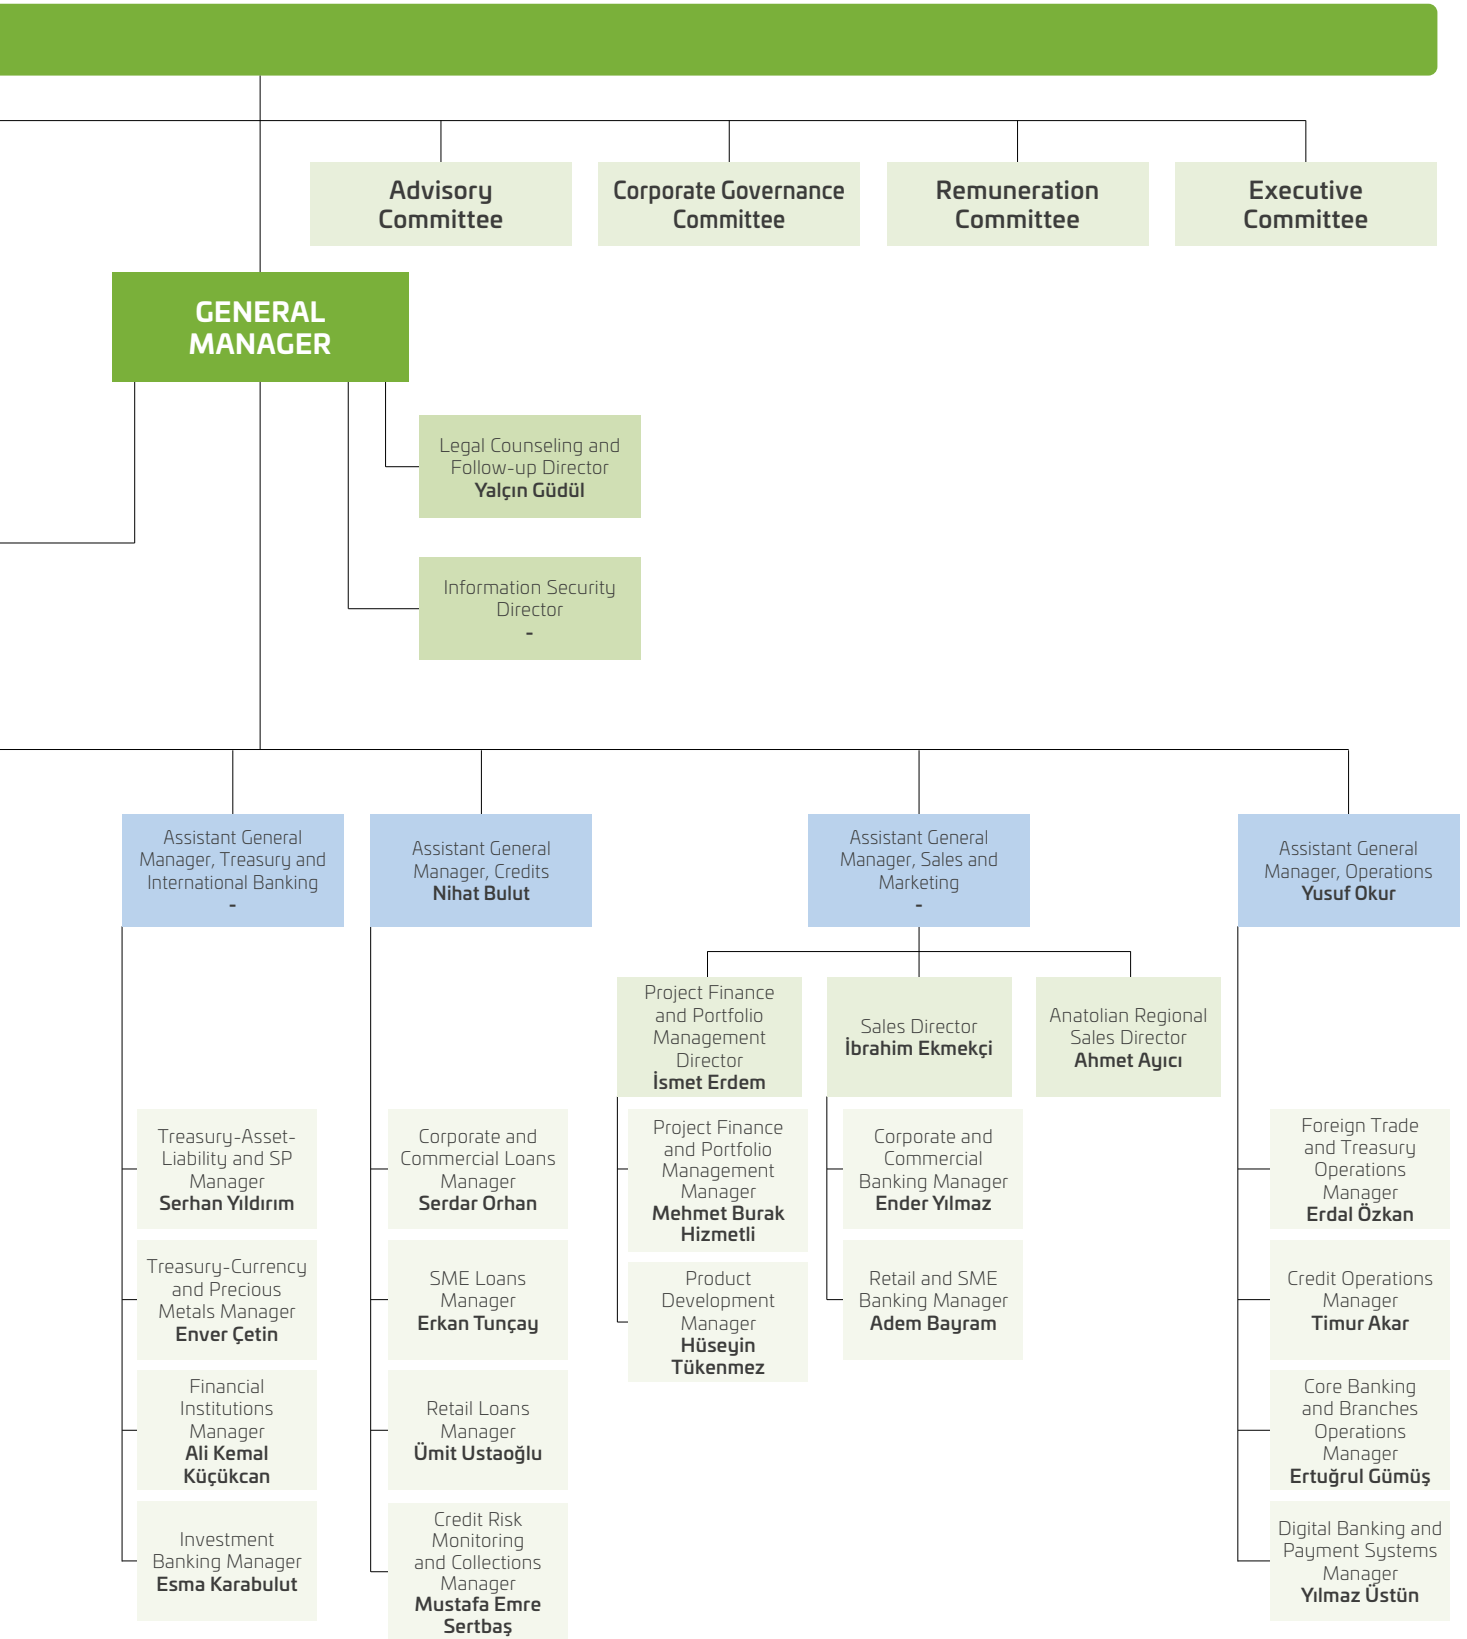 Advisory
Committee
Corporate Governance
Committee
Remuneration
Committee
Executive
Committee
GENERAL
MANAGER
Legal Counseling and
Follow-up Director
Yalçın Güdül
Information Security
Director
-
Assistant General
Manager, Treasury and
International Banking
-
Assistant General
Manager, Credits
Nihat Bulut
Assistant General
Manager, Sales and
Marketing
-
Assistant General
Manager, Operations
Yusuf Okur
Project Finance
and Portfolio
Management
Director
İsmet Erdem
Sales Director
İbrahim Ekmekçi
Anatolian Regional
Sales Director
Ahmet Ayıcı
Treasury-Asset-
Liability and SP
Manager
Serhan Yıldırım
Treasury-Currency
and Precious
Metals Manager
Enver Çetin
Financial
Institutions
Manager
Ali Kemal
Küçükcan
Investment
Banking Manager
Esma Karabulut
Corporate and
Commercial Loans
Manager
Serdar Orhan
SME Loans
Manager
Erkan Tunçay
Retail Loans
Manager
Ümit Ustaoğlu
Credit Risk
Monitoring
and Collections
Manager
Mustafa Emre
Sertbaş
Project Finance
and Portfolio
Management
Manager
Mehmet Burak
Hizmetli
Product
Development
Manager
Hüseyin
Tükenmez
Corporate and
Commercial
Banking Manager
Ender Yılmaz
Retail and SME
Banking Manager
Adem Bayram
Foreign Trade
and Treasury
Operations
Manager
Erdal Özkan
Credit Operations
Manager
Timur Akar
Core Banking
and Branches
Operations
Manager
Ertuğrul Gümüş
Digital Banking and
Payment Systems
Manager
Yılmaz Üstün